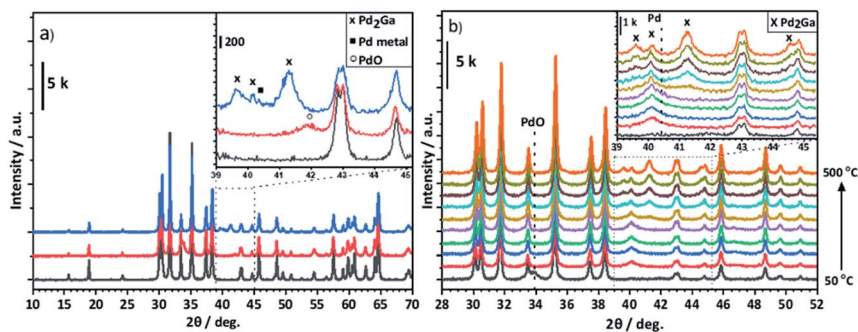 a)
5 k
200
x Pd₂Ga
■ Pd metal
○ PdO
x
x
■
x
○
39 40 41 42 43 44 45
Intensity / a.u.
10 15 20 25 30 35 40 45 50 55 60 65 70
2θ / deg.
b)
5 k
1 k
Pd
X Pd₂Ga
x
x
x
x
39 40 41 42 43 44 45
PdO
500 °C
50 °C
Intensity / a.u.
28 30 32 34 36 38 40 42 44 46 48 50 52
2θ / deg.